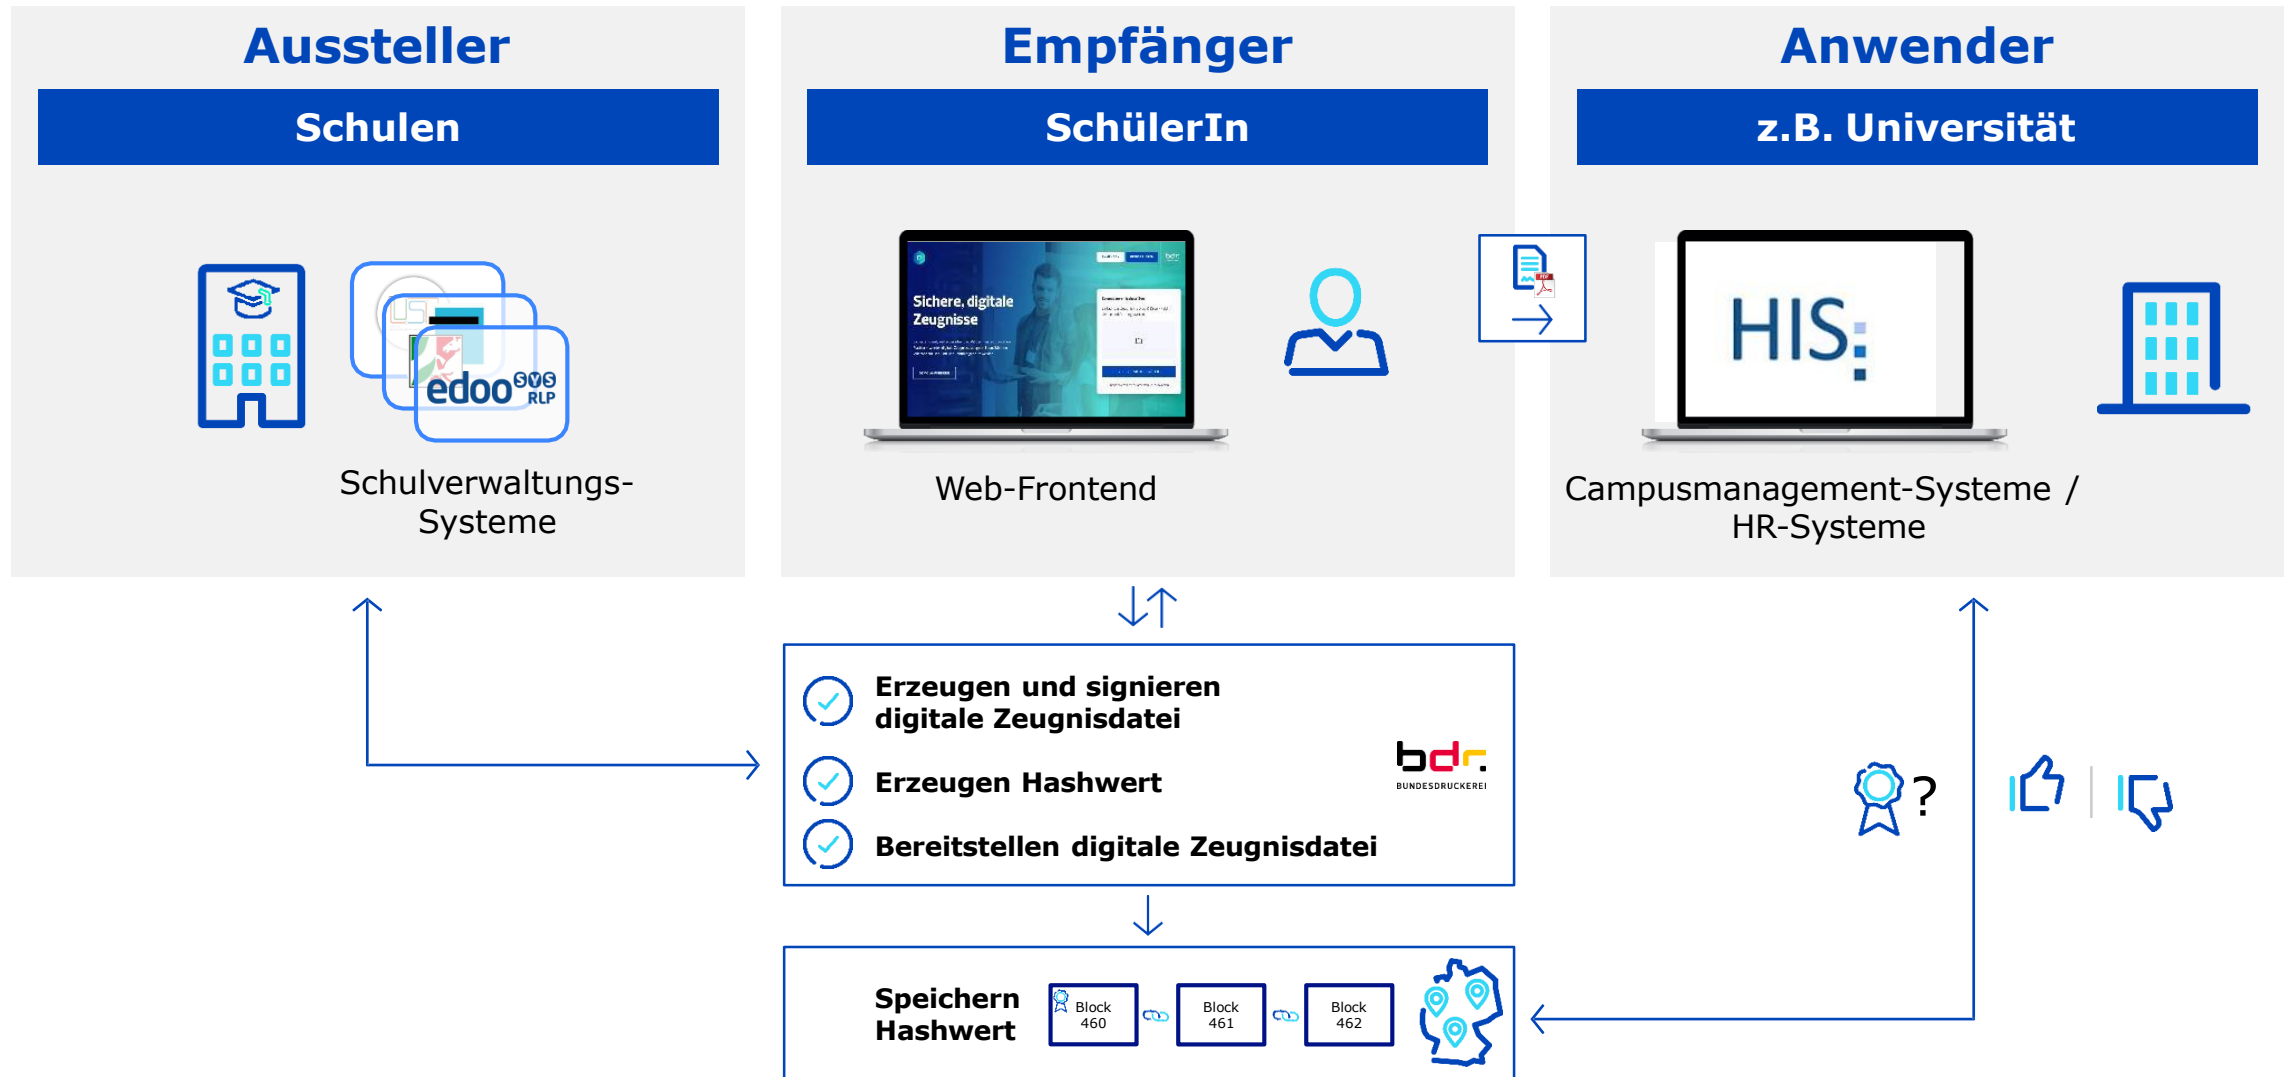 Aussteller
Schulen
edoo SYS
RLP
Schulverwaltungs-
Systeme
Empfänger
SchülerIn
bdr.
Sichere, digitale
Zeugnisse
Web-Frontend
PDF
Anwender
z.B. Universität
HIS:
Campusmanagement-Systeme /
HR-Systeme
Erzeugen und signieren
digitale Zeugnisdatei
Erzeugen Hashwert
Bereitstellen digitale Zeugnisdatei
bdr.
BUNDESDRUCKEREI
?
Speichern
Hashwert
Block
460
Block
461
Block
462